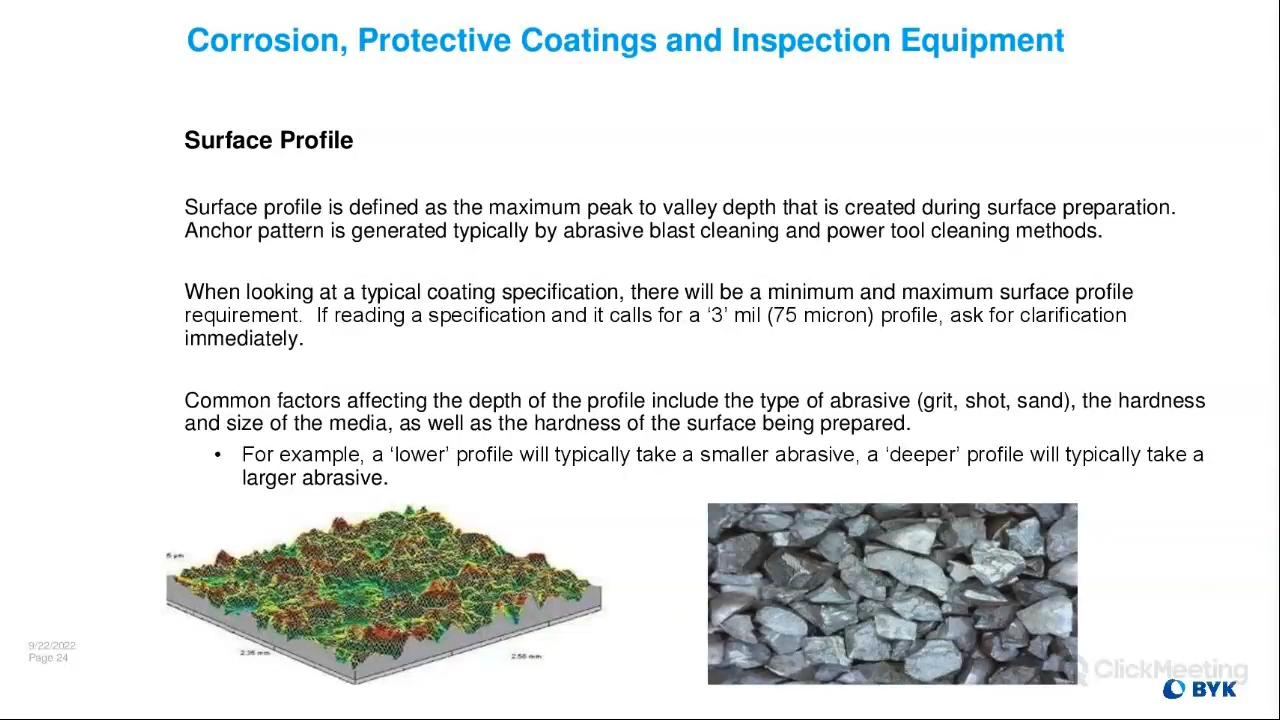 Corrosion, Protective Coatings and Inspection Equipment
Surface Profile
Surface profile is defined as the maximum peak to valley depth that is created during surface preparation.
Anchor pattern is generated typically by abrasive blast cleaning and power tool cleaning methods.
When looking at a typical coating specification, there will be a minimum and maximum surface profile
requirement. If reading a specification and it calls for a ‘3’ mil (75 micron) profile, ask for clarification
immediately.
Common factors affecting the depth of the profile include the type of abrasive (grit, shot, sand), the hardness
and size of the media, as well as the hardness of the surface being prepared.
• For example, a ‘lower’ profile will typically take a smaller abrasive, a ‘deeper’ profile will typically take a
larger abrasive.
2.58 mm
9/22/2022
Page 24
ClickMeeting
BYK